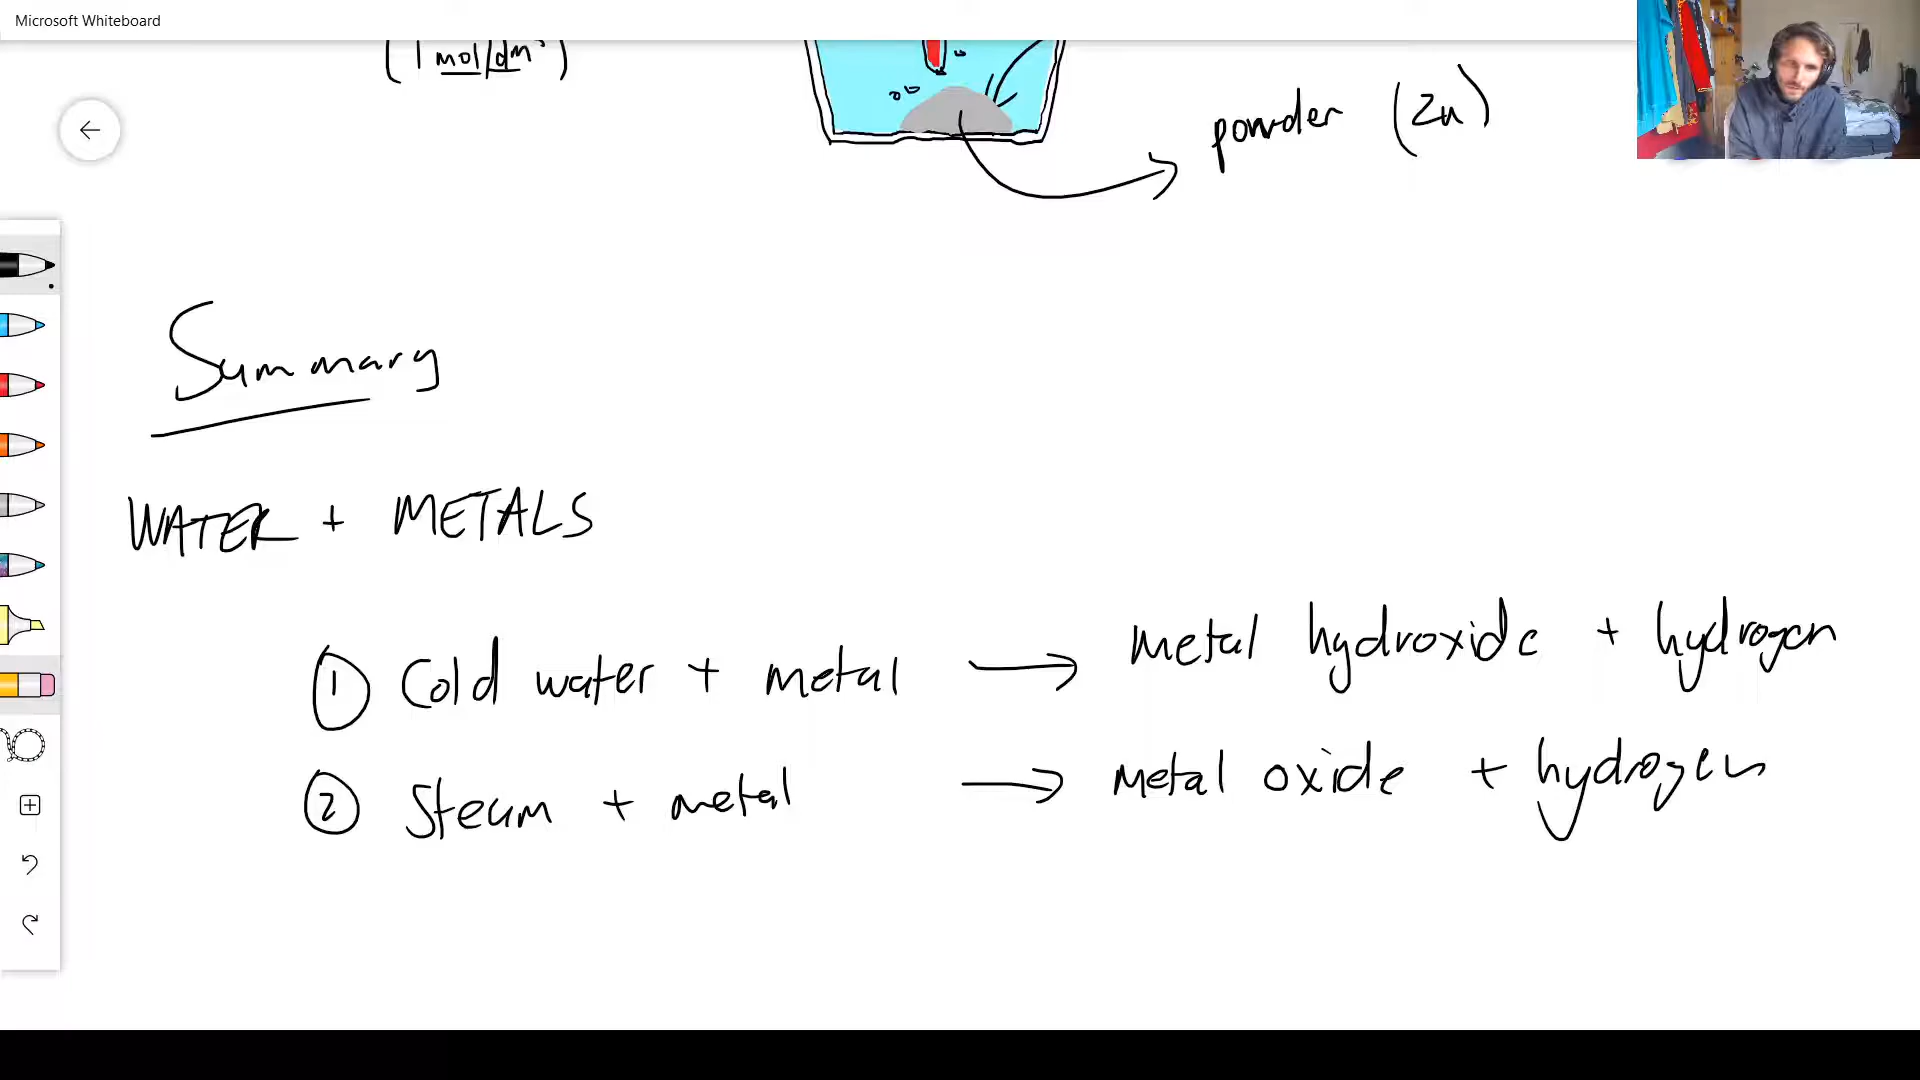 Microsoft Whiteboard
(1 mol/dm³)
powder (Zn)
Summary
WATER + METALS
① Cold water + metal → metal hydroxide + hydrogen
② Steam + metal → metal oxide + hydrogen